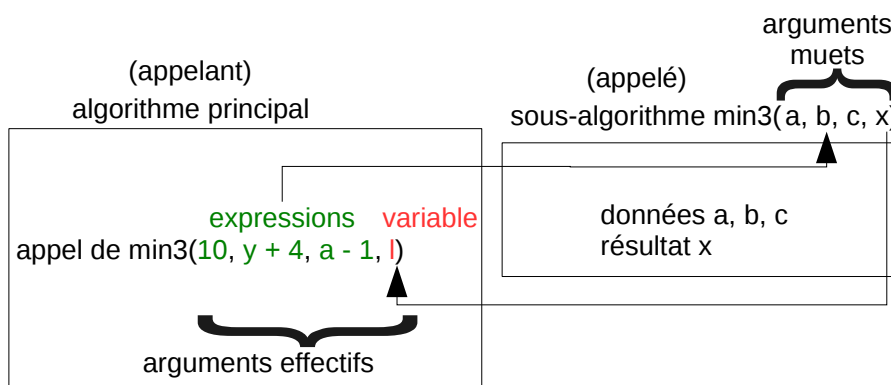 (appelant)
algorithme principal
expressions variable
appel de min3(10, y + 4, a - 1, l)
arguments effectifs
arguments
muets
(appelé)
sous-algorithme min3(a, b, c, x)
données a, b, c
résultat x